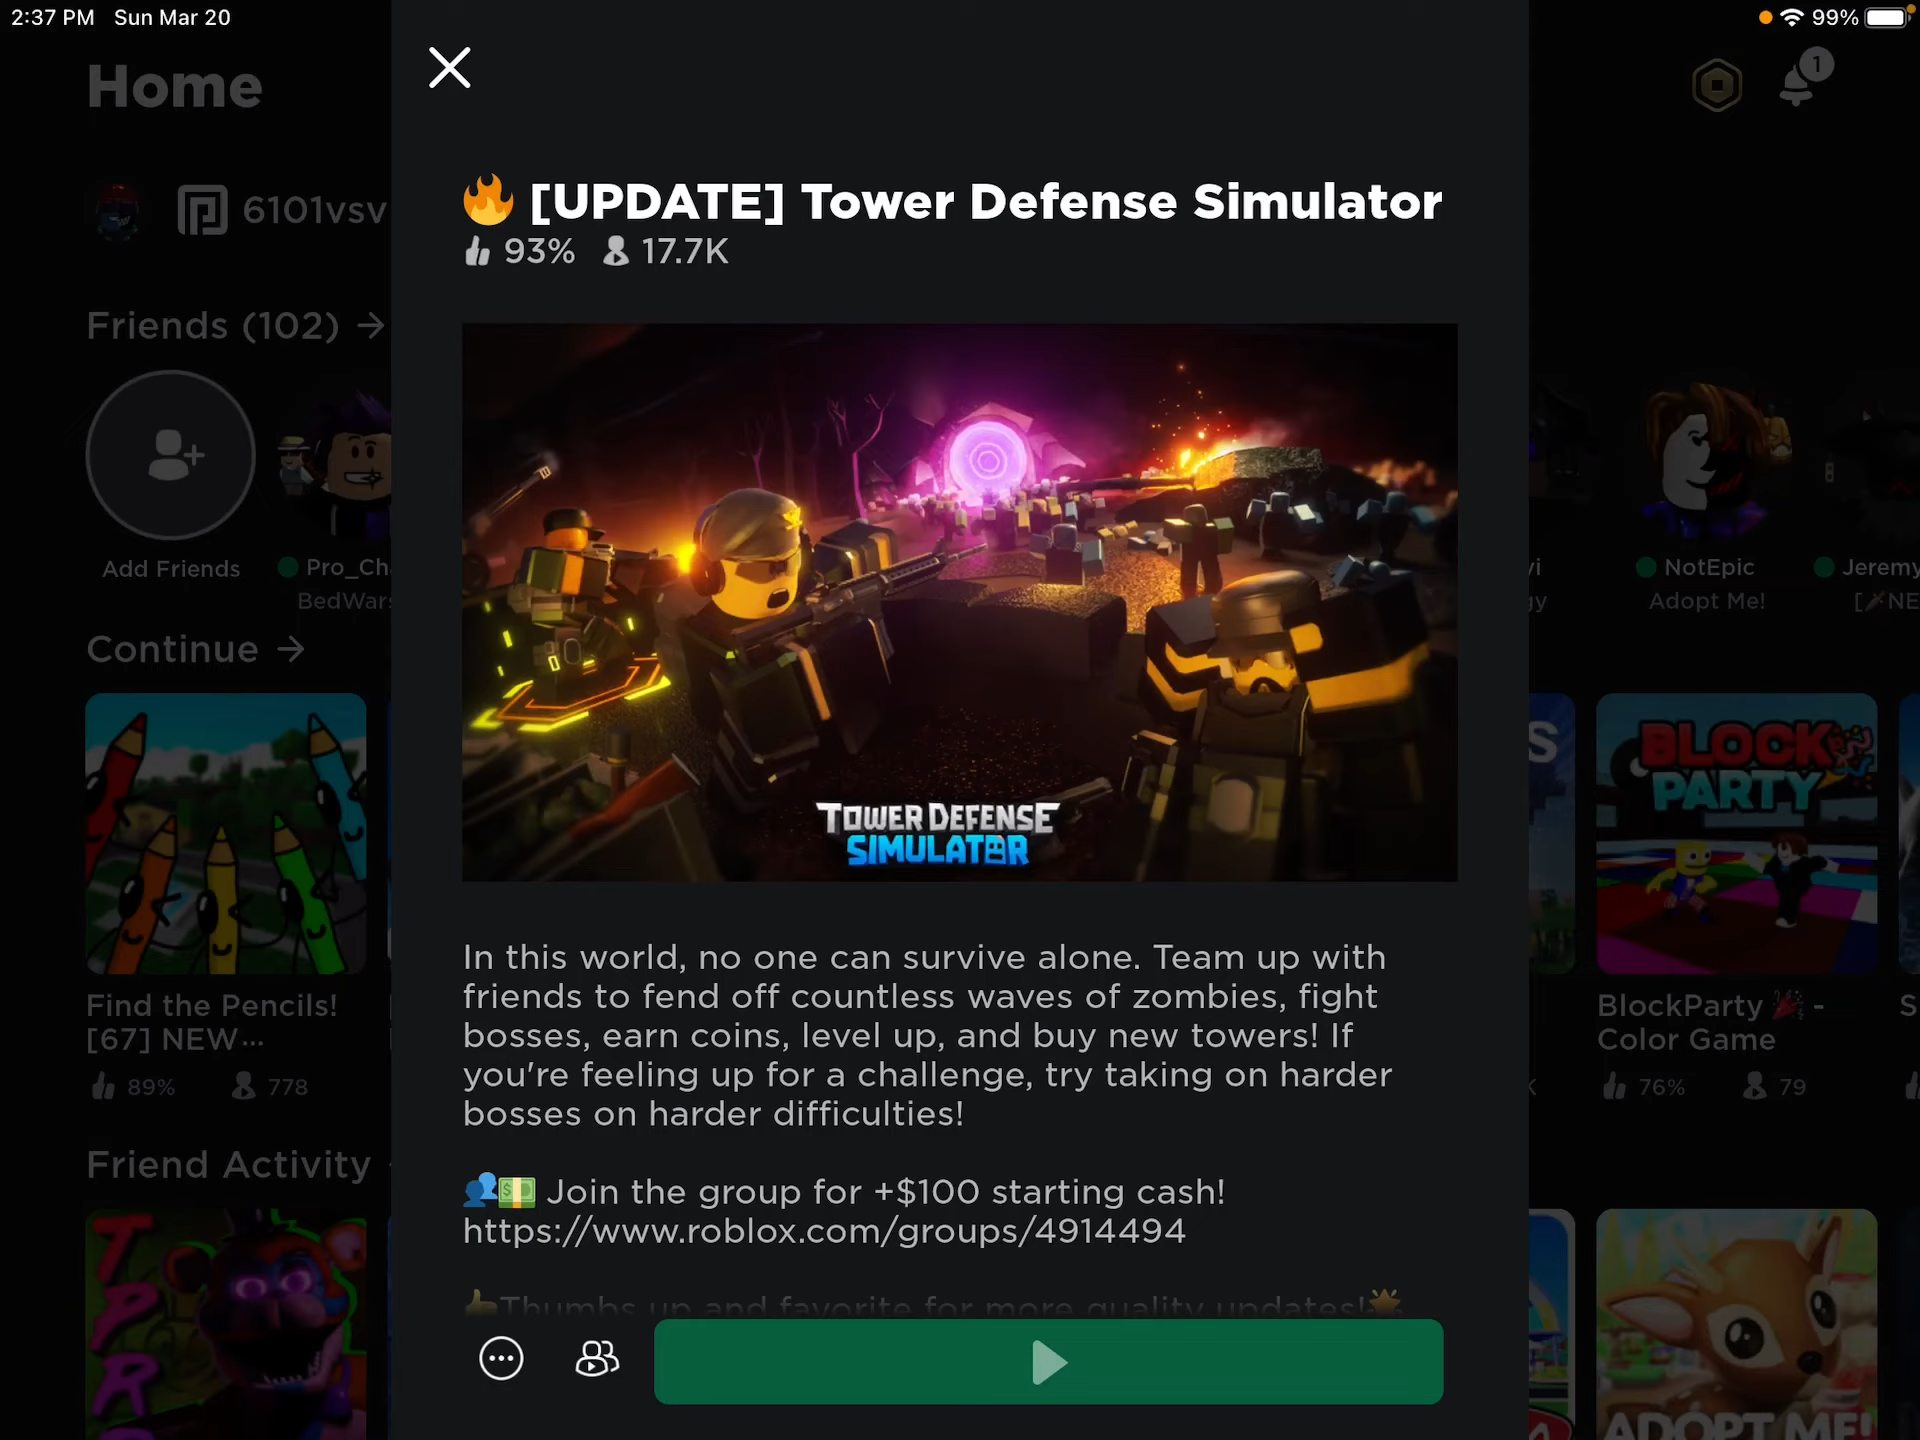 2:37 PM Sun Mar 20
99%
Home
1
6101vsv
Friends (102) →
Add Friends
Pro_Ch
BedWars
NotEpic
Adopt Me!
Jeremy
[NE
Continue →
Find the Pencils!
[67] NEW...
89% 778
Friend Activity
🔥 [UPDATE] Tower Defense Simulator
93% 17.7K
TOWER DEFENSE
SIMULATOR
In this world, no one can survive alone. Team up with
friends to fend off countless waves of zombies, fight
bosses, earn coins, level up, and buy new towers! If
you're feeling up for a challenge, try taking on harder
bosses on harder difficulties!
👥💵 Join the group for +$100 starting cash!
https://www.roblox.com/groups/4914494
👍Thumbs up and favorite for more quality updates!🌟
BLOCK
PARTY
BlockParty 🎉 -
Color Game
76% 79
ADOPT ME!